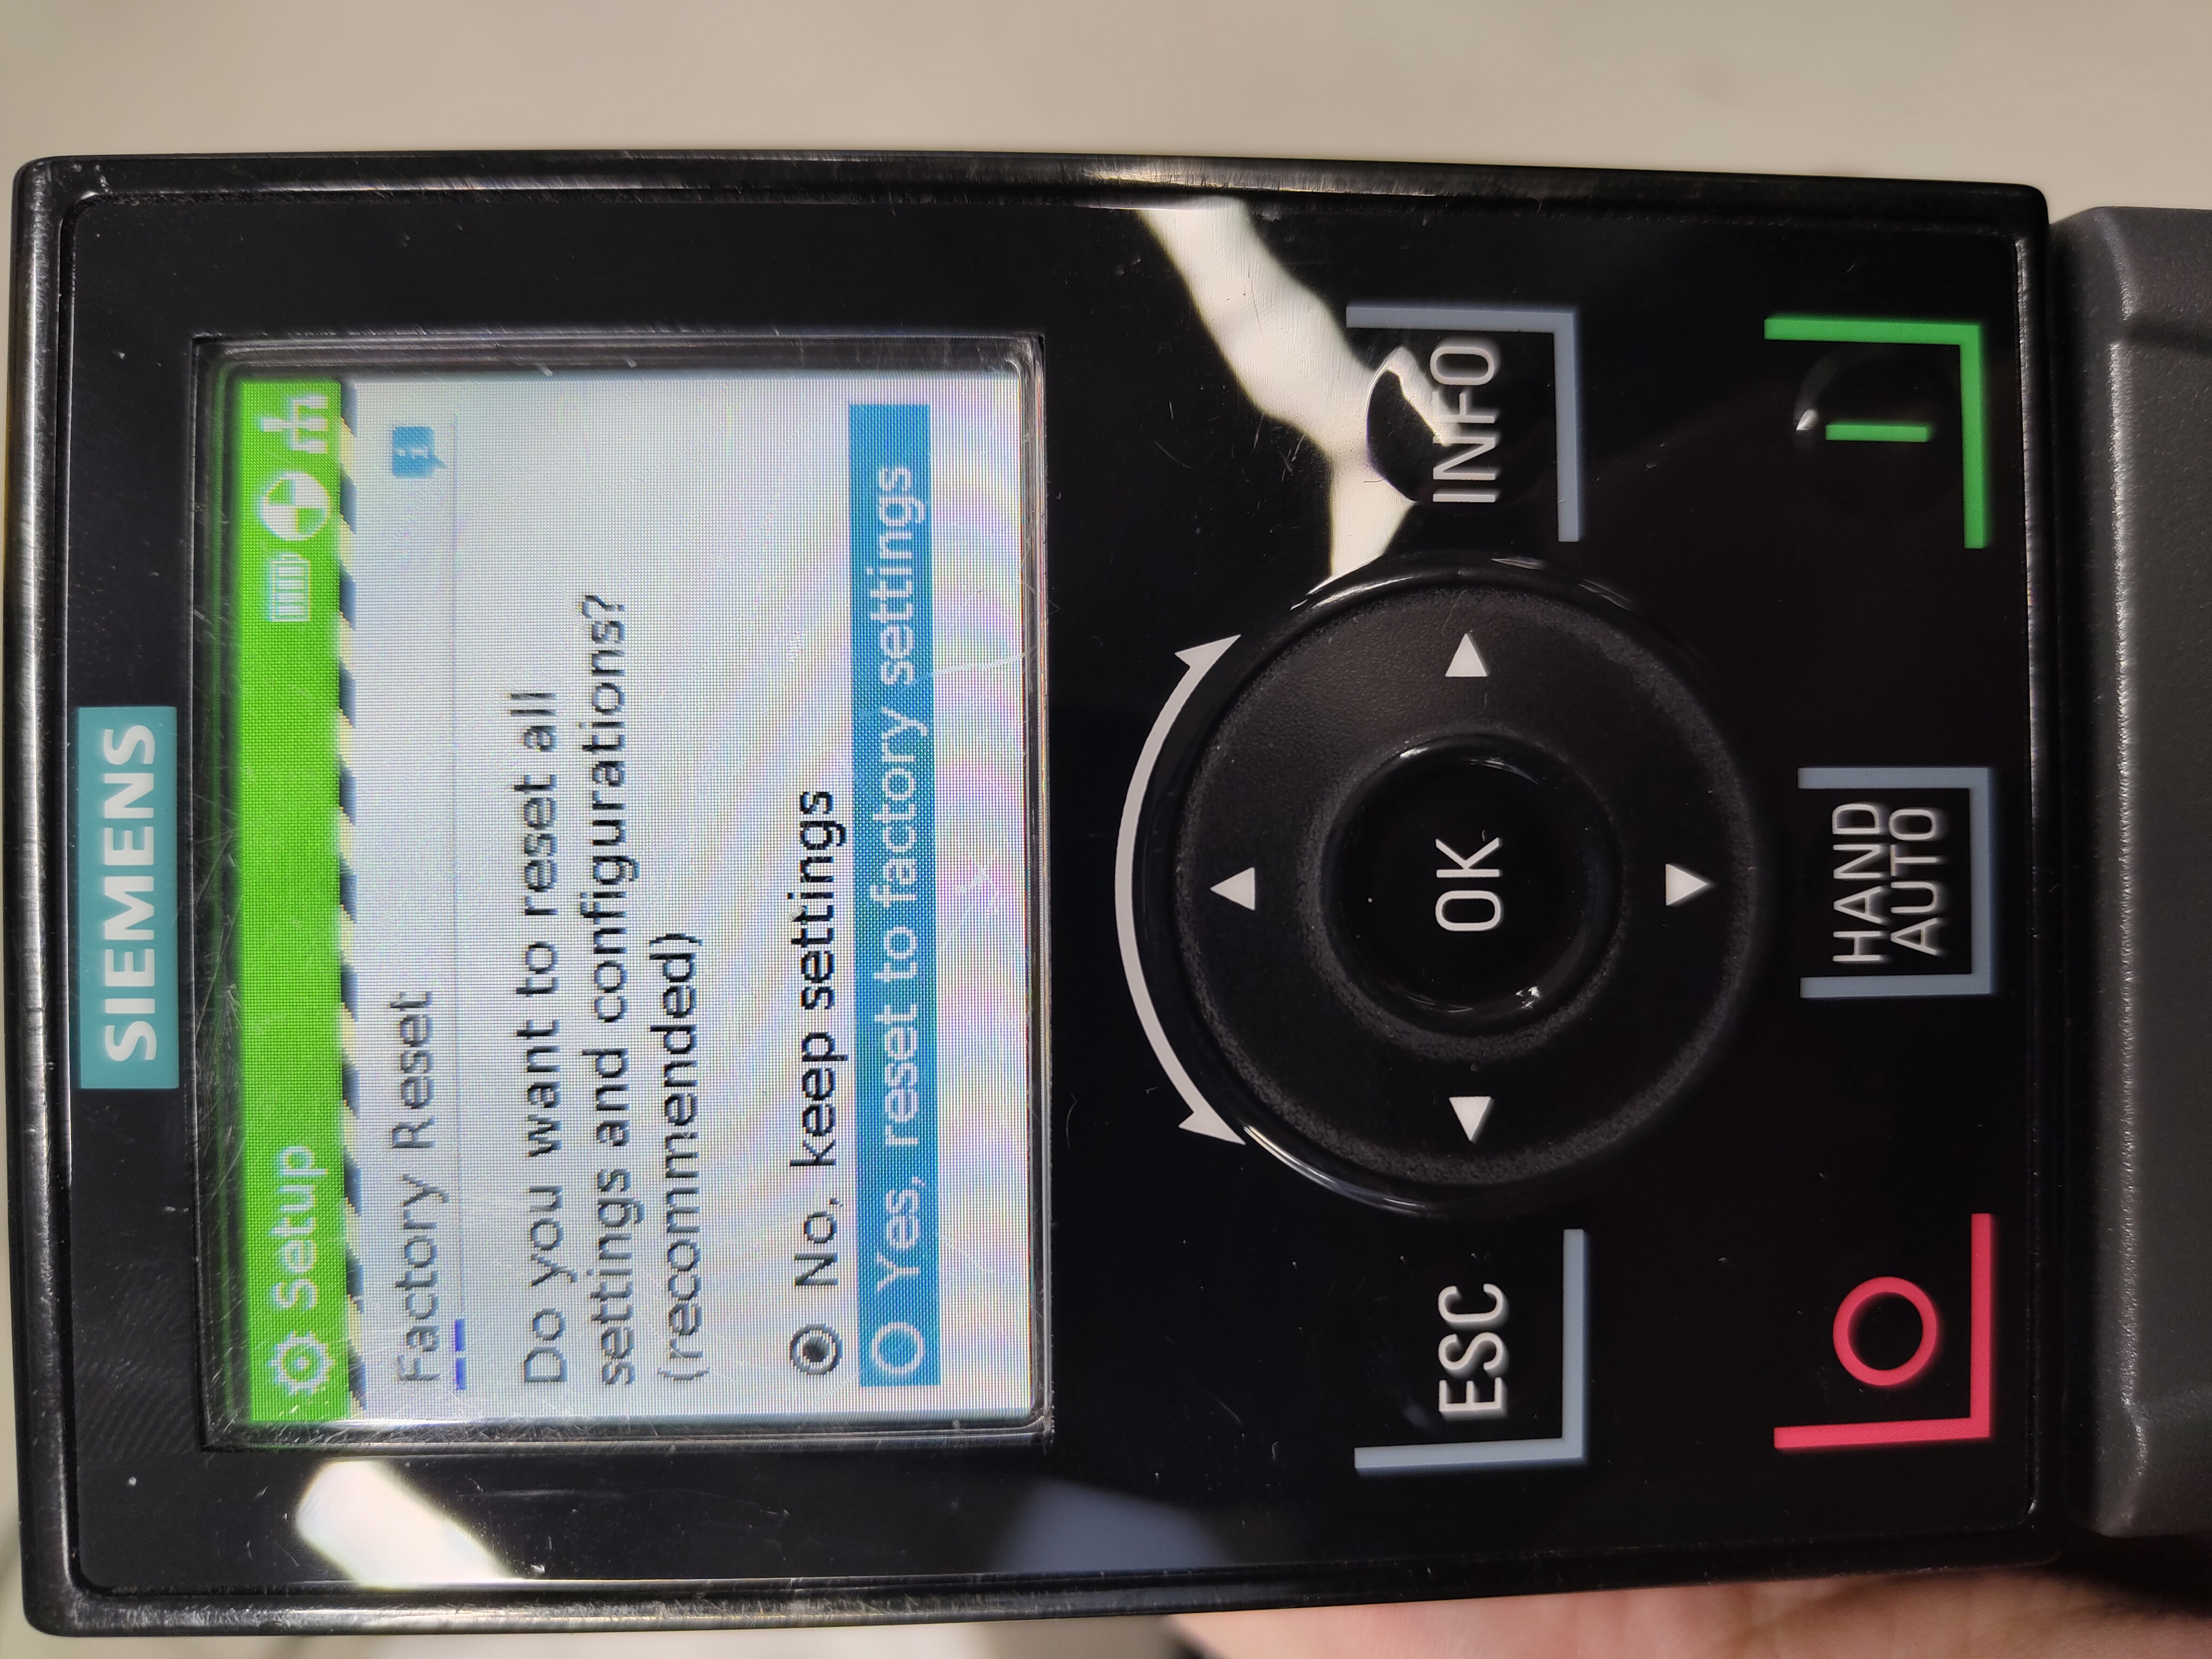 SIEMENS
Setup
Factory Reset
Do you want to reset all
settings and configurations?
(recommended)
No, keep settings
Yes, reset to factory settings
ESC
OK
INFO
HAND
AUTO